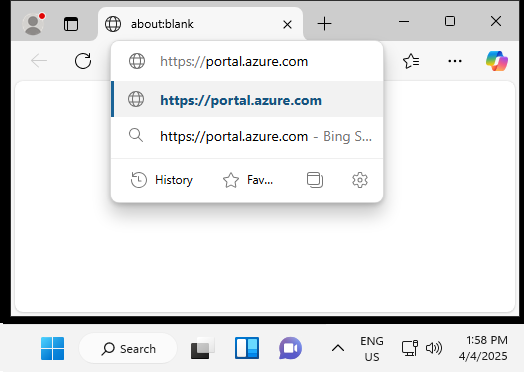 about:blank
https://portal.azure.com
https://portal.azure.com
https://portal.azure.com - Bing S...
History Fav...
Search ENG US 1:58 PM 4/4/2025